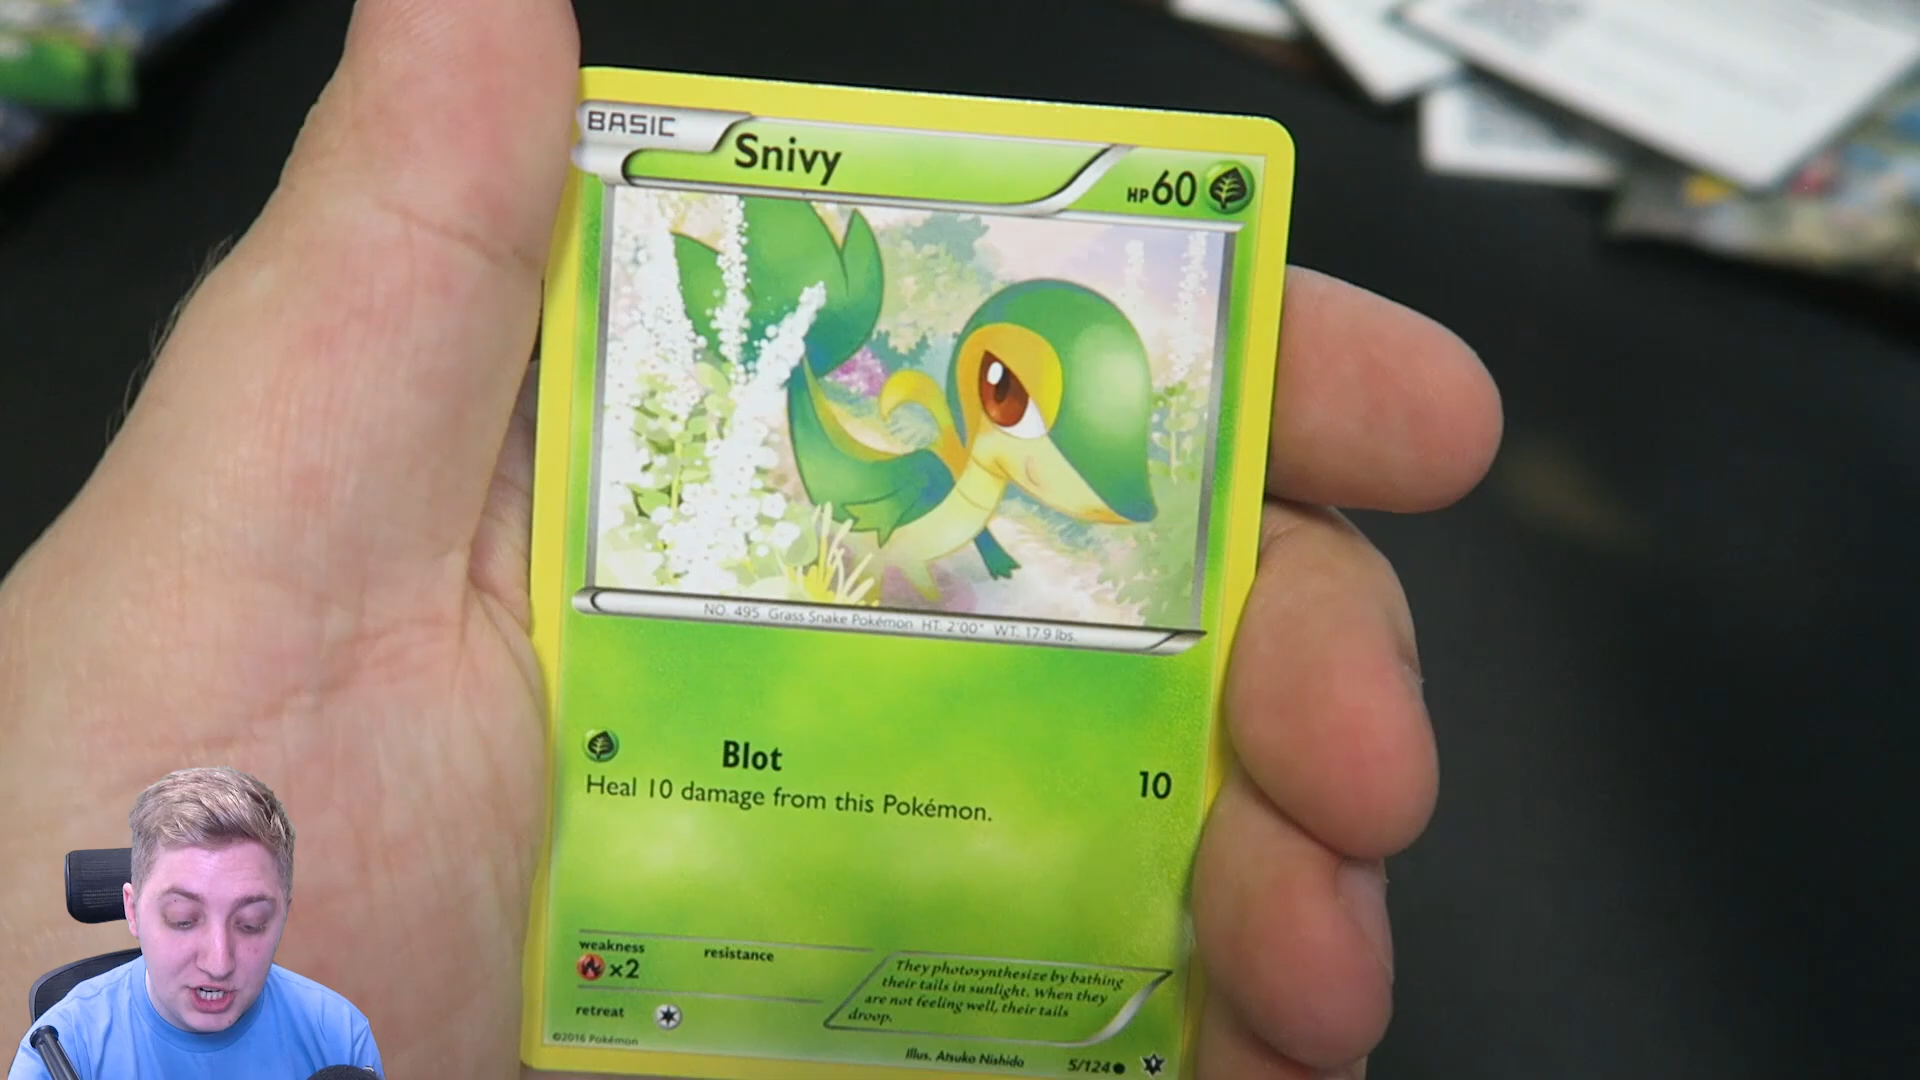 BASIC
Snivy
HP 60
NO. 495 Grass Snake Pokémon HT: 2'00" WT: 17.9 lbs.
Blot
10
Heal 10 damage from this Pokémon.
weakness
×2
resistance
retreat
They photosynthesize by bathing
their tails in sunlight. When they
are not feeling well, their tails
droop.
©2016 Pokémon
Illus. Atsuko Nishida
5/124